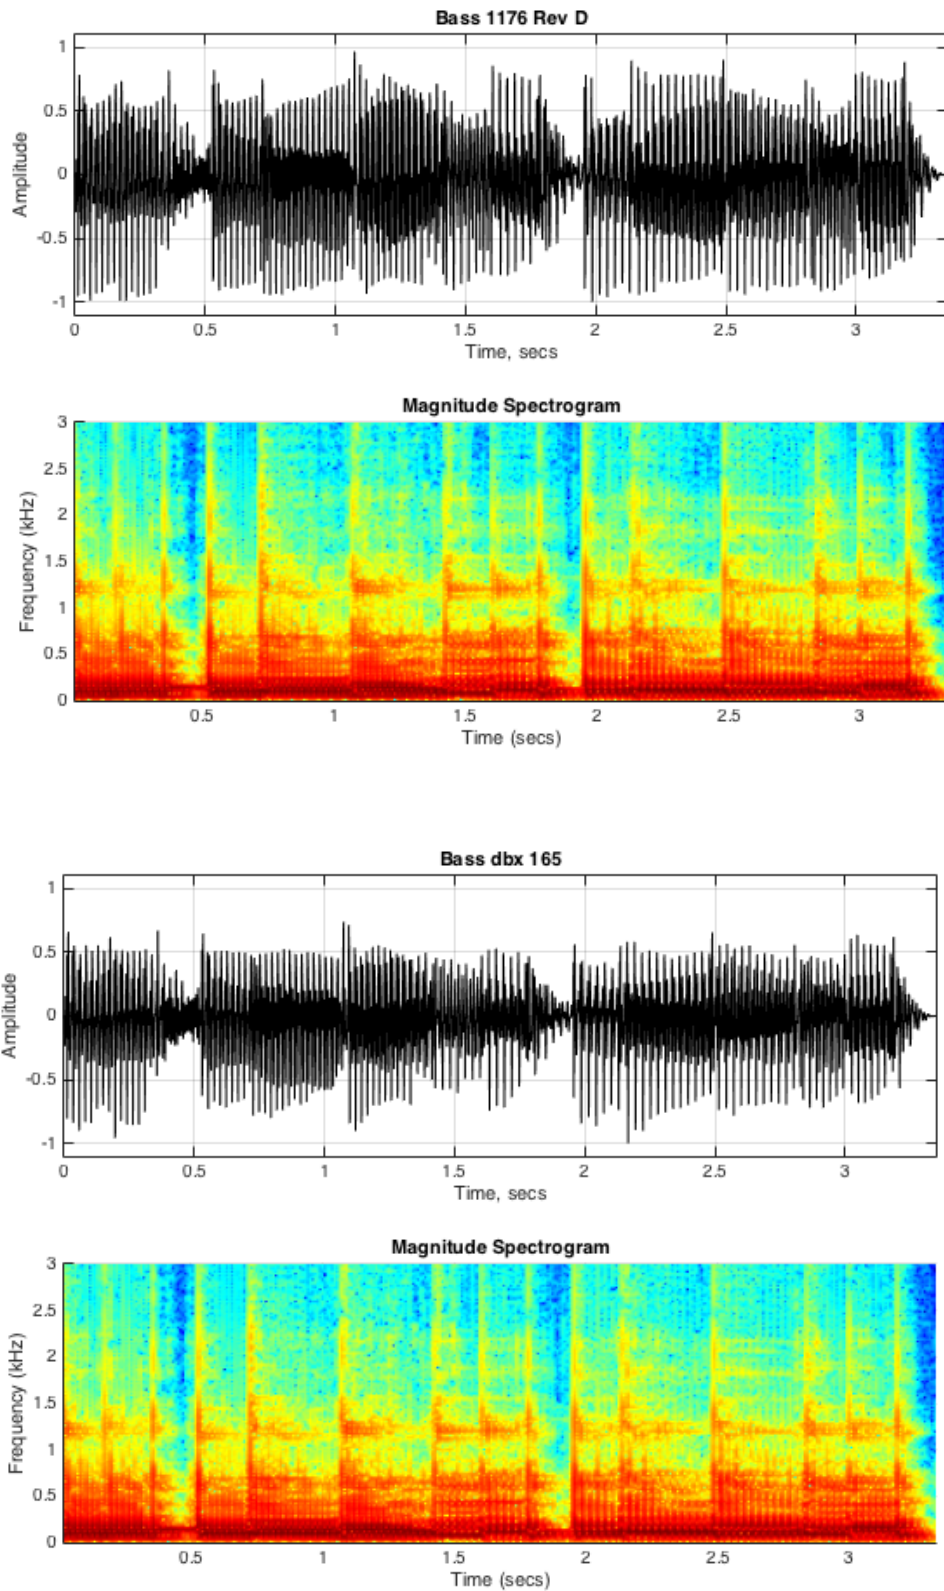 Bass 1176 Rev D
1
0.5
0
-0.5
-1
Amplitude
0 0.5 1 1.5 2 2.5 3
Time, secs
Magnitude Spectrogram
3
2.5
2
1.5
1
0.5
0
Frequency (kHz)
0.5 1 1.5 2 2.5 3
Time (secs)
Bass dbx 165
1
0.5
0
-0.5
-1
Amplitude
0 0.5 1 1.5 2 2.5 3
Time, secs
Magnitude Spectrogram
3
2.5
2
1.5
1
0.5
0
Frequency (kHz)
0.5 1 1.5 2 2.5 3
Time (secs)